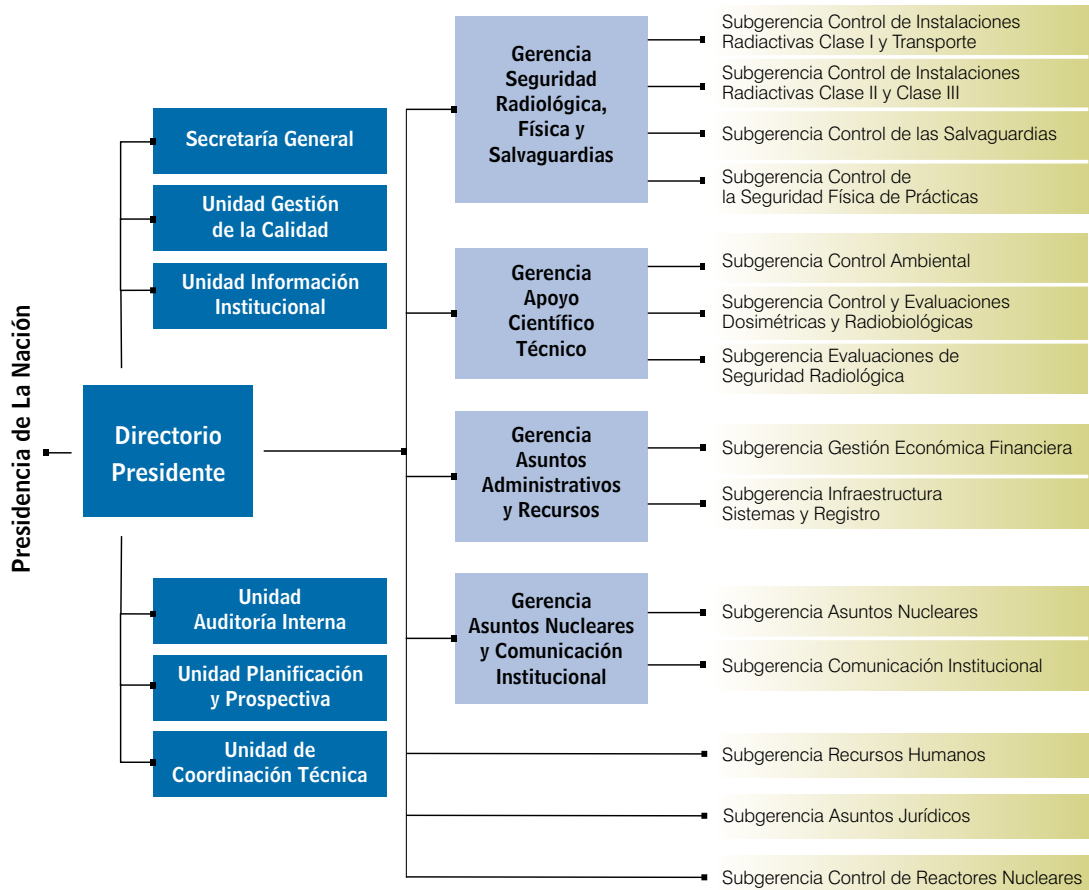 Presidencia de La Nación
Directorio
Presidente
Secretaría General
Unidad Gestión
de la Calidad
Unidad Información
Institucional
Unidad
Auditoría Interna
Unidad Planificación
y Prospectiva
Unidad de
Coordinación Técnica
Gerencia
Seguridad
Radiológica,
Física y
Salvaguardias
Subgerencia Control de Instalaciones
Radiactivas Clase I y Transporte
Subgerencia Control de Instalaciones
Radiactivas Clase II y Clase III
Subgerencia Control de las Salvaguardias
Subgerencia Control de
la Seguridad Física de Prácticas
Gerencia
Apoyo
Científico
Técnico
Subgerencia Control Ambiental
Subgerencia Control y Evaluaciones
Dosimétricas y Radiobiológicas
Subgerencia Evaluaciones de
Seguridad Radiológica
Gerencia
Asuntos
Administrativos
y Recursos
Subgerencia Gestión Económica Financiera
Subgerencia Infraestructura
Sistemas y Registro
Gerencia
Asuntos Nucleares
y Comunicación
Institucional
Subgerencia Asuntos Nucleares
Subgerencia Comunicación Institucional
Subgerencia Recursos Humanos
Subgerencia Asuntos Jurídicos
Subgerencia Control de Reactores Nucleares